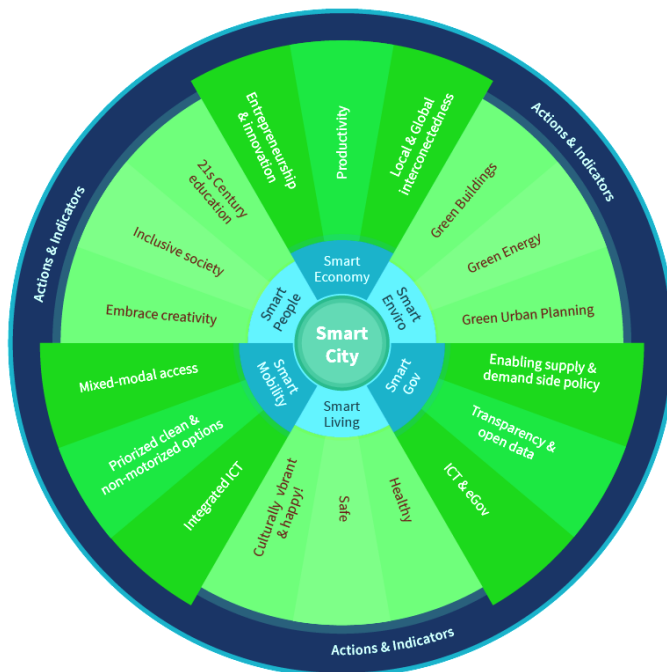 Smart
City
Smart
Economy
Entrepreneurship
& innovation
Productivity
Local & Global
interconectedness
Smart
Enviro
Green Buildings
Green Energy
Green Urban Planning
Smart
Gov
Enabling supply &
demand side policy
Transparency &
open data
ICT & eGov
Smart
Living
Healthy
Safe
Culturally vbrant
& happy!
Smart
Mobility
Integrated ICT
Priorized clean &
non-motorized options
Mixed-modal access
Smart
People
Embrace creativity
Inclusive society
21s Century
education
Actions & Indicators
Actions & Indicators
Actions & Indicators